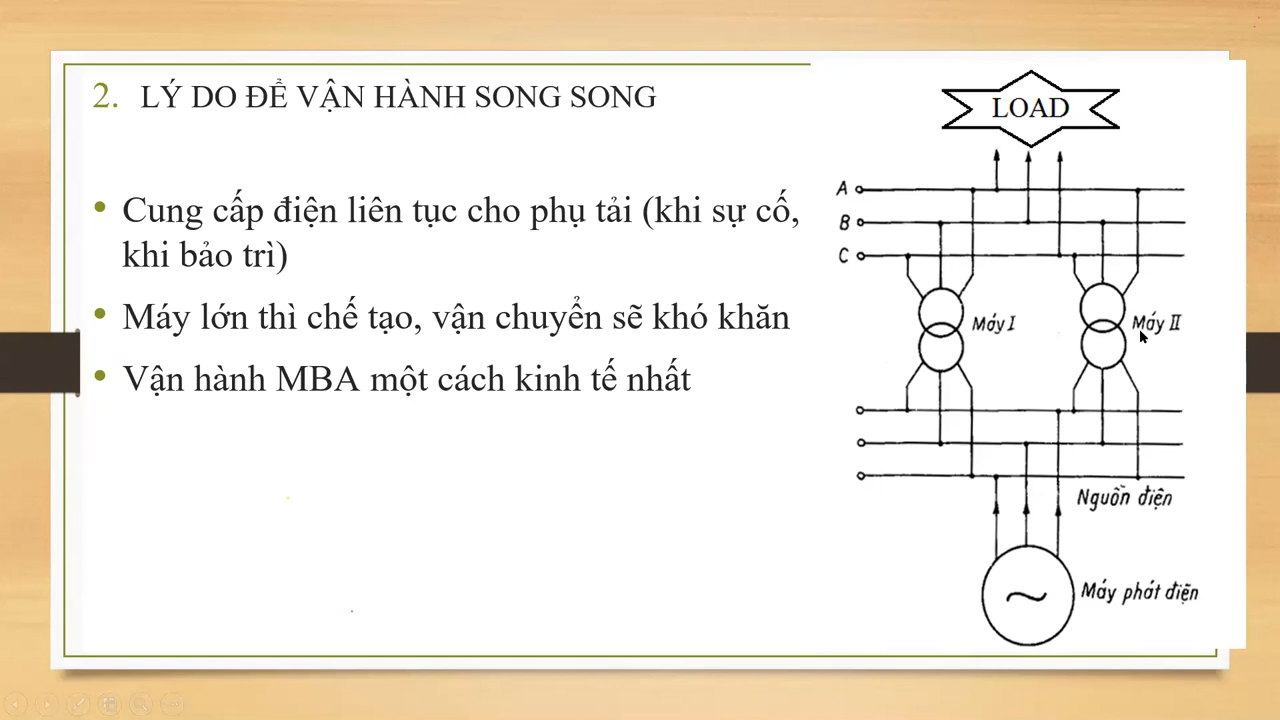 2. LÝ DO ĐỂ VẬN HÀNH SONG SONG
• Cung cấp điện liên tục cho phụ tải (khi sự cố,
khi bảo trì)
• Máy lớn thì chế tạo, vận chuyển sẽ khó khăn
• Vận hành MBA một cách kinh tế nhất
LOAD
A
B
C
Máy I
Máy II
Nguồn điện
Máy phát điện